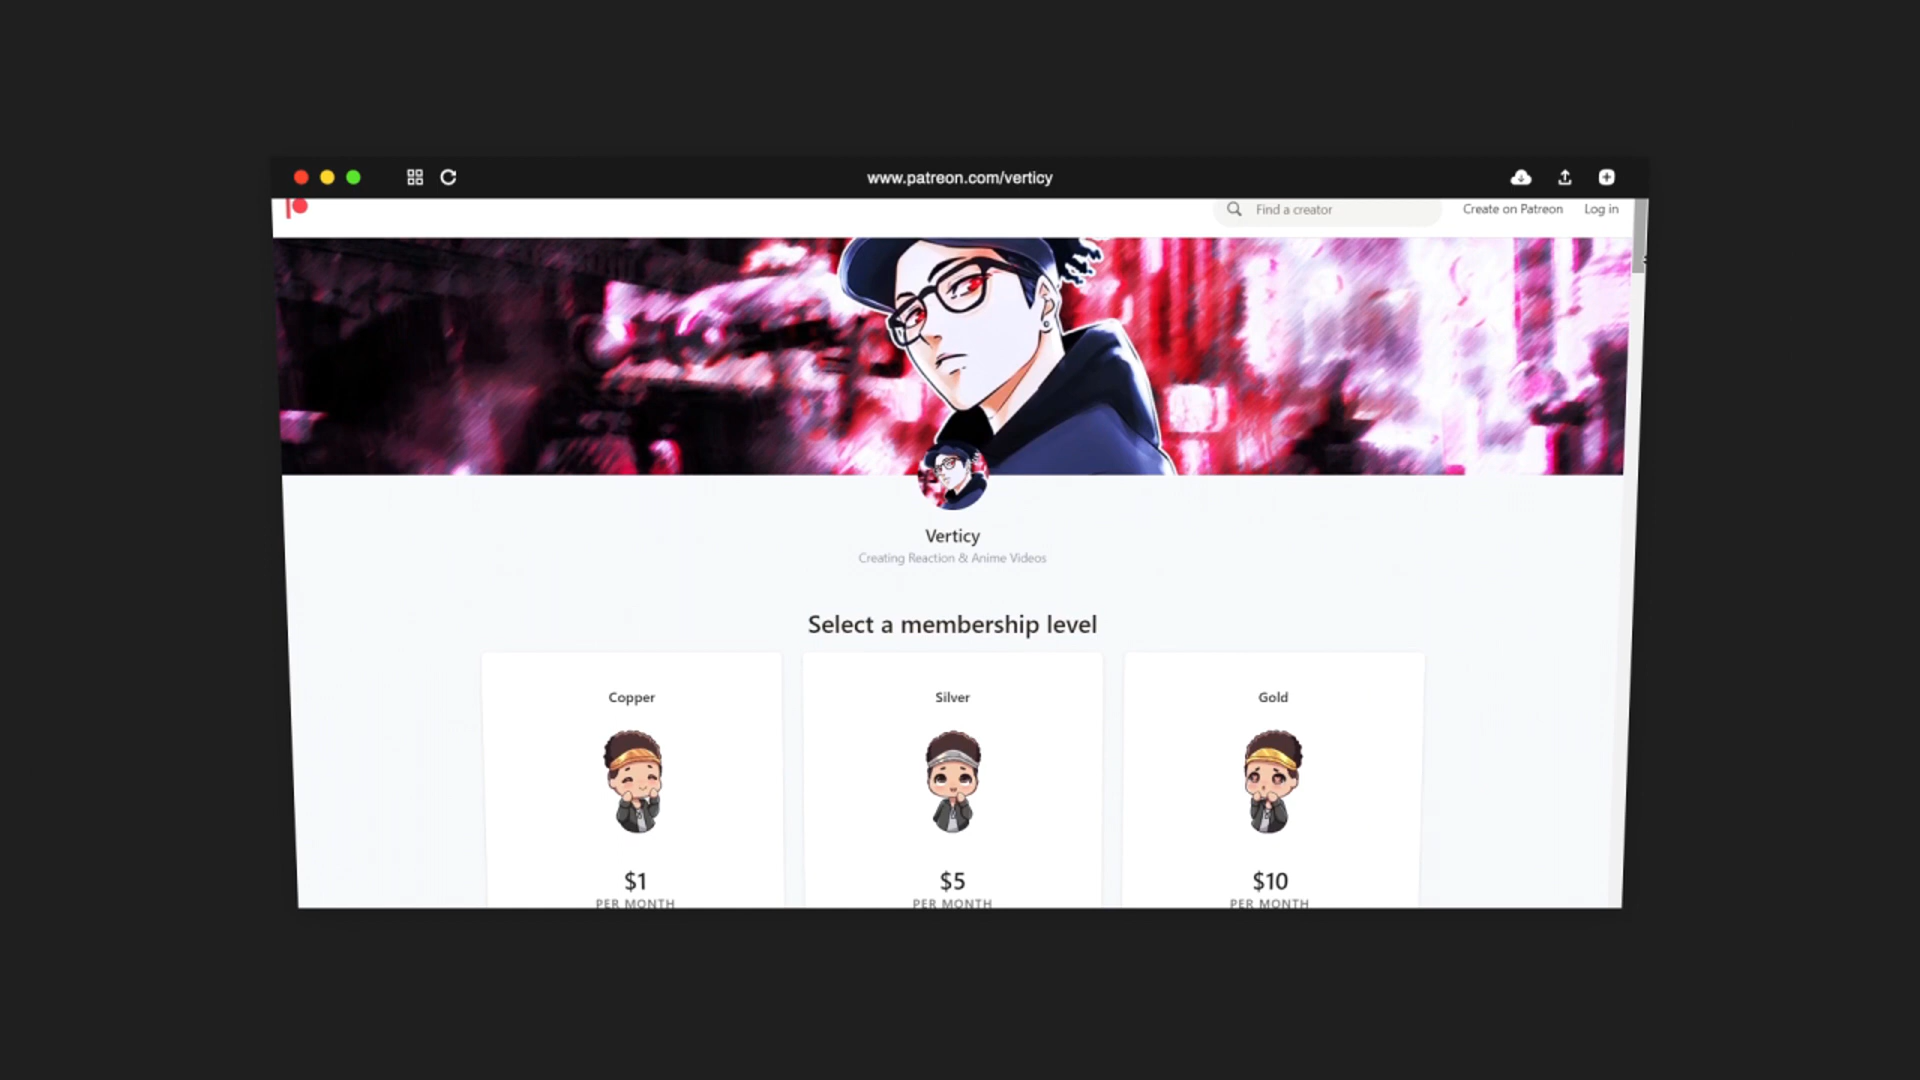 www.patreon.com/verticy
Find a creator
Create on Patreon
Log in
Verticy
Creating Reaction & Anime Videos
Select a membership level
Copper
Silver
Gold
$1
$5
$10
PER MONTH
PER MONTH
PER MONTH